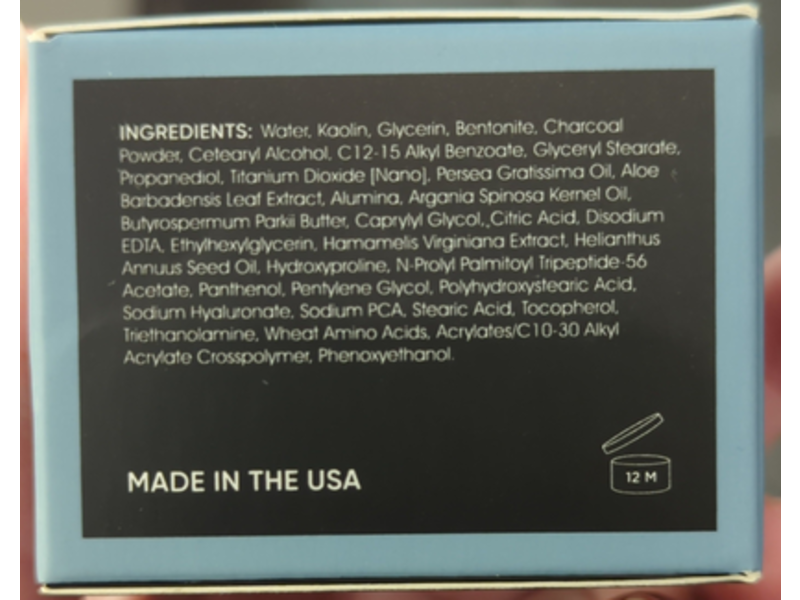 INGREDIENTS: Water, Kaolin, Glycerin, Bentonite, Charcoal
Powder, Cetearyl Alcohol, C12-15 Alkyl Benzoate, Glyceryl Stearate,
Propanediol, Titanium Dioxide [Nano], Persea Gratissima Oil, Aloe
Barbadensis Leaf Extract, Alumina, Argania Spinosa Kernel Oil,
Butyrospermum Parkii Butter, Caprylyl Glycol, Citric Acid, Disodium
EDTA, Ethylhexylglycerin, Hamamelis Virginiana Extract, Helianthus
Annuus Seed Oil, Hydroxyproline, N-Prolyl Palmitoyl Tripeptide-56
Acetate, Panthenol, Pentylene Glycol, Polyhydroxystearic Acid,
Sodium Hyaluronate, Sodium PCA, Stearic Acid, Tocopherol,
Triethanolamine, Wheat Amino Acids, Acrylates/C10-30 Alkyl
Acrylate Crosspolymer, Phenoxyethanol.
MADE IN THE USA
12 M